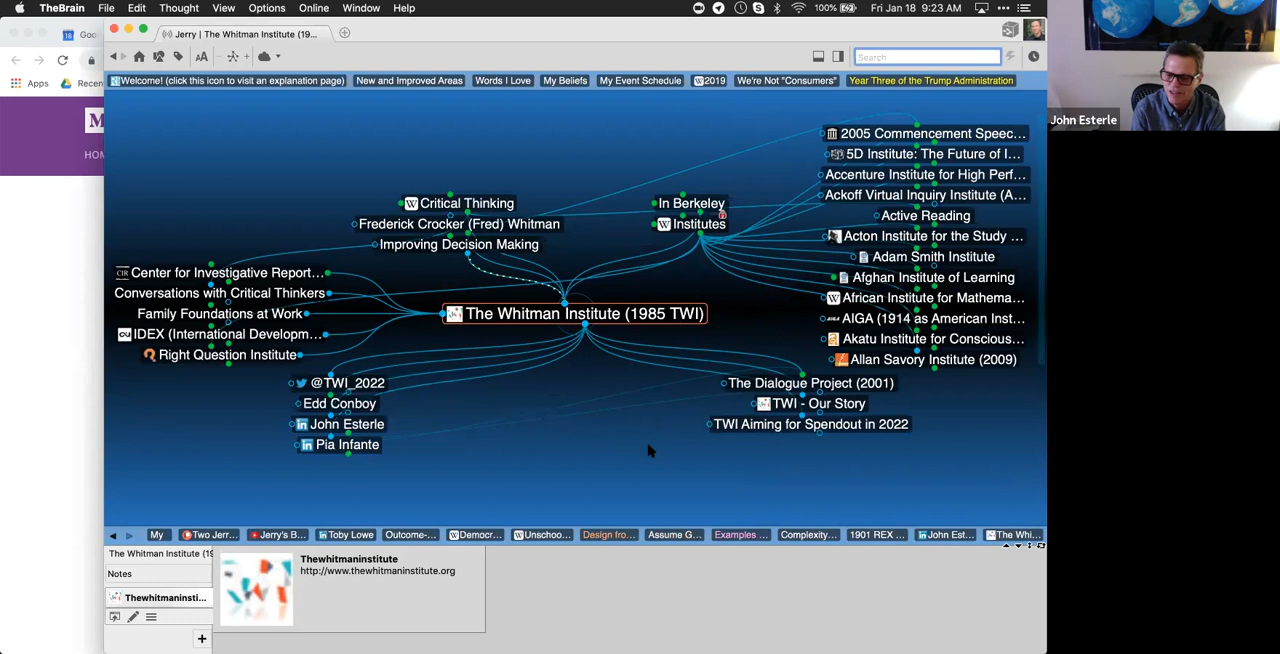 TheBrain File Edit Thought View Options Online Window Help 100% Fri Jan 18 9:23 AM
Goo
Jerry | The Whitman Institute (19...
AA
Search
Apps
Recen
Welcome! (click this icon to visit an explanation page) New and Improved Areas Words I Love My Beliefs My Event Schedule 2019 We're Not "Consumers" Year Three of the Trump Administration
M
HOM
John Esterle
2005 Commencement Speec...
5D Institute: The Future of I...
Accenture Institute for High Perf...
Ackoff Virtual Inquiry Institute (A...
Active Reading
Acton Institute for the Study ...
Adam Smith Institute
Afghan Institute of Learning
African Institute for Mathema...
AIGA (1914 as American Inst...
Akatu Institute for Conscious...
Allan Savory Institute (2009)
Critical Thinking
Frederick Crocker (Fred) Whitman
Improving Decision Making
In Berkeley
Institutes
CIR Center for Investigative Report...
Conversations with Critical Thinkers
Family Foundations at Work
IDEX (International Developm...
Right Question Institute
The Whitman Institute (1985 TWI)
@TWI_2022
Edd Conboy
John Esterle
Pia Infante
The Dialogue Project (2001)
TWI - Our Story
TWI Aiming for Spendout in 2022
My Two Jerr... Jerry's B... Toby Lowe Outcome-... Democr... Unschoo... Design fro... Assume G... Examples ... Complexity... 1901 REX ... John Est... The Whi...
The Whitman Institute (19
Notes
Thewhitmaninsti...
Thewhitmaninstitute
http://www.thewhitmaninstitute.org